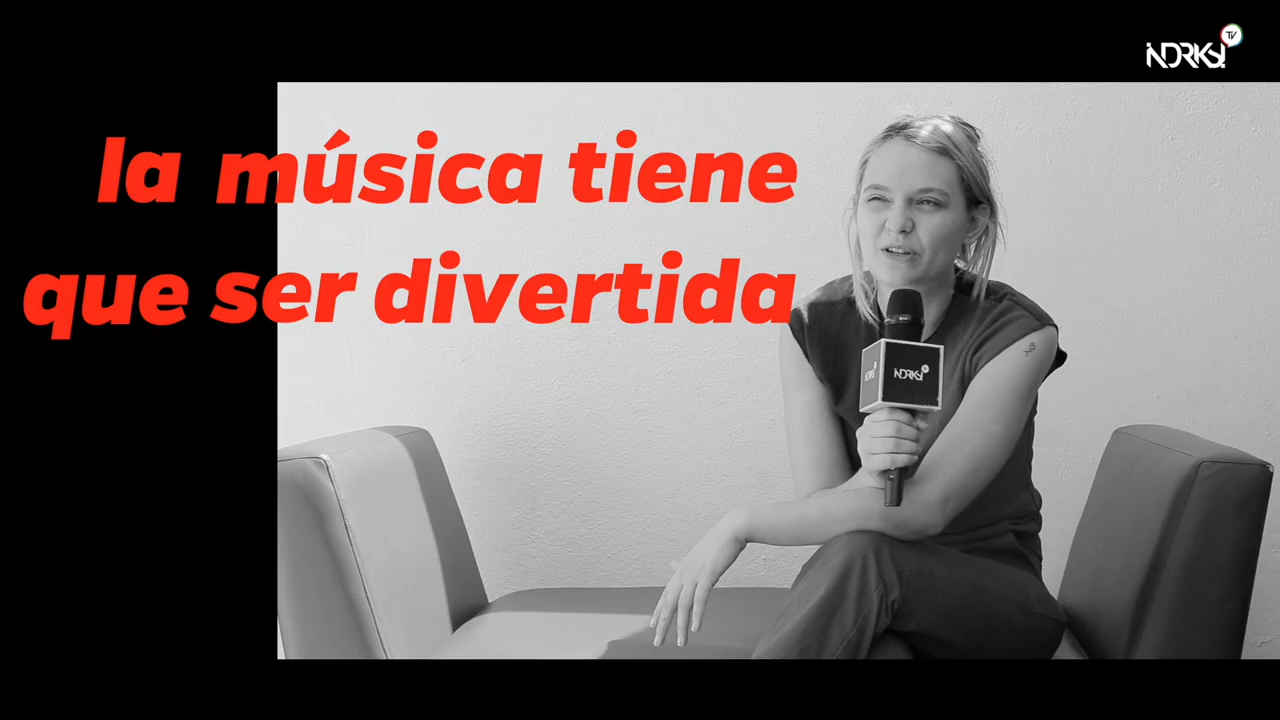 TV
iNDRKS!
la música tiene
que ser divertida
iNDRKS!